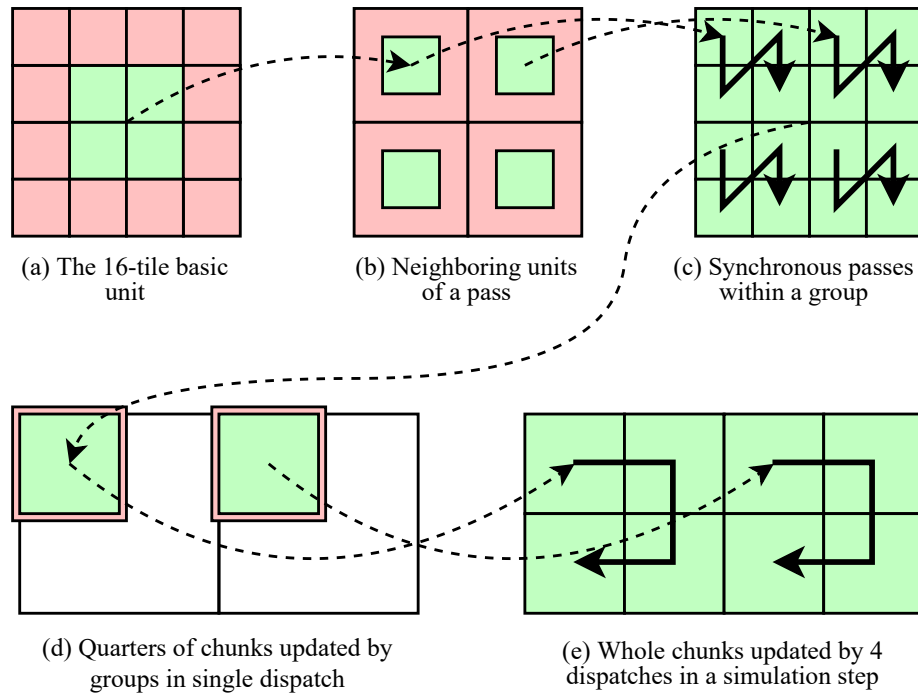 (a) The 16-tile basic
unit
(b) Neighboring units
of a pass
(c) Synchronous passes
within a group
(d) Quarters of chunks updated by
groups in single dispatch
(e) Whole chunks updated by 4
dispatches in a simulation step